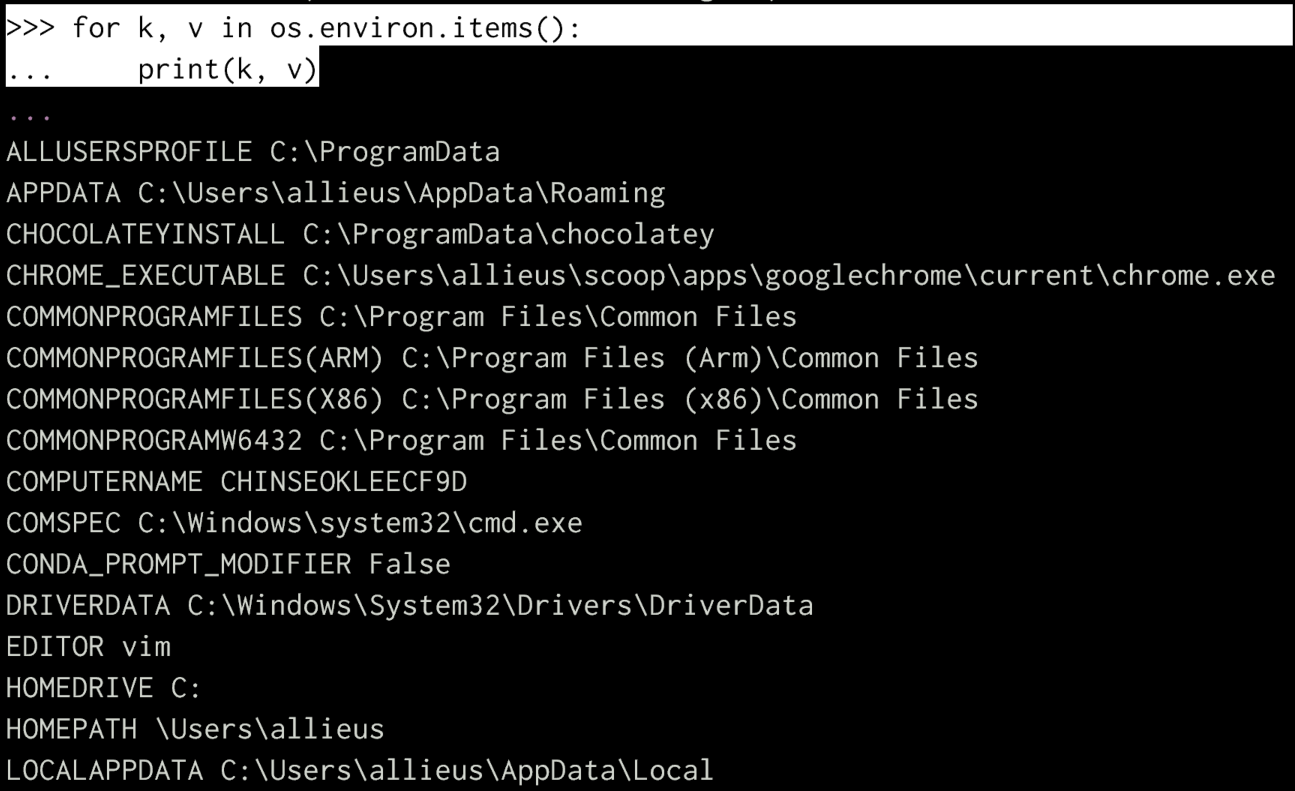 >>> for k, v in os.environ.items():
...     print(k, v)
...
ALLUSERSPROFILE C:\ProgramData
APPDATA C:\Users\allieus\AppData\Roaming
CHOCOLATEYINSTALL C:\ProgramData\chocolatey
CHROME_EXECUTABLE C:\Users\allieus\scoop\apps\googlechrome\current\chrome.exe
COMMONPROGRAMFILES C:\Program Files\Common Files
COMMONPROGRAMFILES(ARM) C:\Program Files (Arm)\Common Files
COMMONPROGRAMFILES(X86) C:\Program Files (x86)\Common Files
COMMONPROGRAMW6432 C:\Program Files\Common Files
COMPUTERNAME CHINSEOKLEECF9D
COMSPEC C:\Windows\system32\cmd.exe
CONDA_PROMPT_MODIFIER False
DRIVERDATA C:\Windows\System32\Drivers\DriverData
EDITOR vim
HOMEDRIVE C:
HOMEPATH \Users\allieus
LOCALAPPDATA C:\Users\allieus\AppData\Local